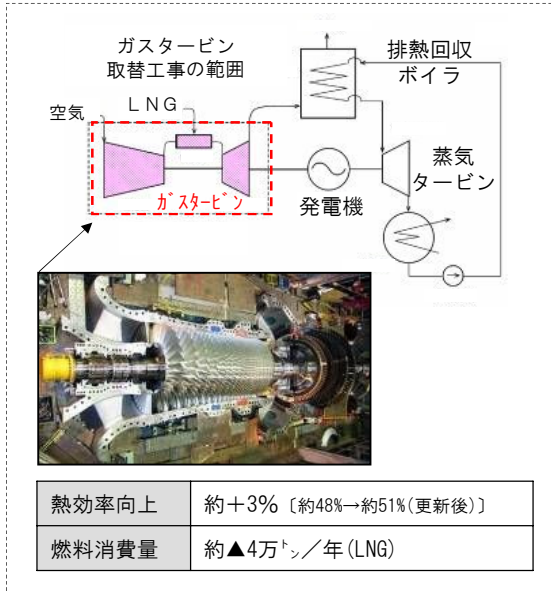 ガスタービン
取替工事の範囲
排熱回収
ボイラ
LNG
空気
蒸気
タービン
ガスタービン
発電機
熱効率向上 約+3% 〔約48%→約51%(更新後)〕
燃料消費量 約▲4万トン/年(LNG)